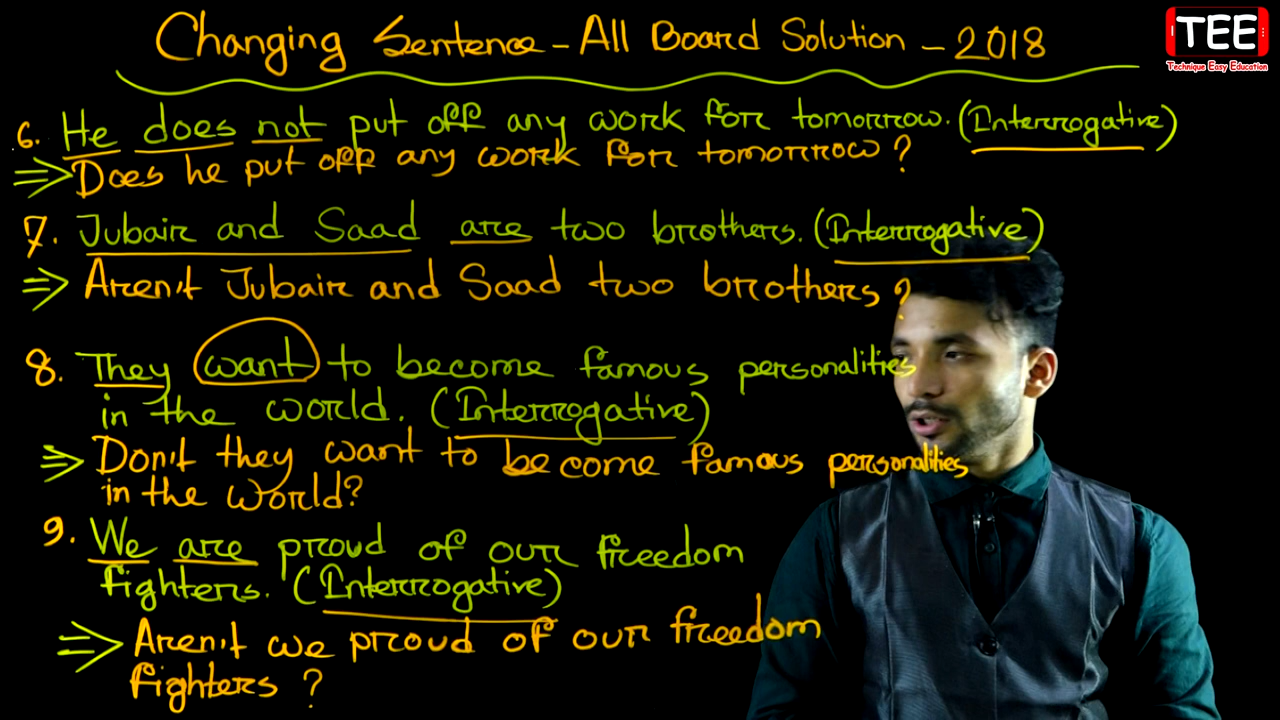 Changing Sentence - All Board Solution - 2018
TEE
Technique Easy Education
6. He does not put off any work for tomorrow. (Interrogative)
⇒ Does he put off any work for tomorrow?
7. Jubair and Saad are two brothers. (Interrogative)
⇒ Aren't Jubair and Saad two brothers?
8. They want to become famous personalities
in the world. (Interrogative)
⇒ Don't they want to become famous personalities
in the world?
9. We are proud of our freedom
fighters. (Interrogative)
⇒ Aren't we proud of our freedom
fighters?